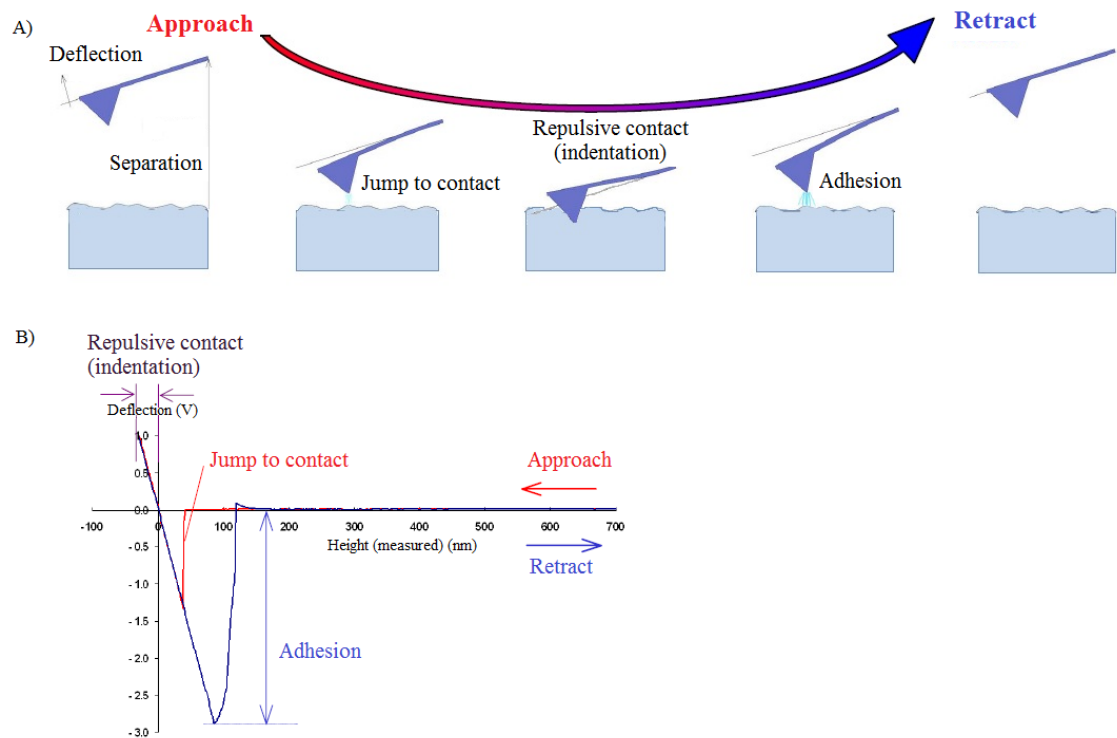 A)
Approach
Retract
Deflection
Separation
Jump to contact
Repulsive contact
(indentation)
Adhesion
B)
Repulsive contact
(indentation)
Deflection (V)
1.0
Jump to contact
Approach
0.5
0.0
-100 0 100 200 300 400 500 600 700
Height (measured) (nm)
- 0.5
Retract
- 1.0
- 1.5
Adhesion
- 2.0
- 2.5
- 3.0